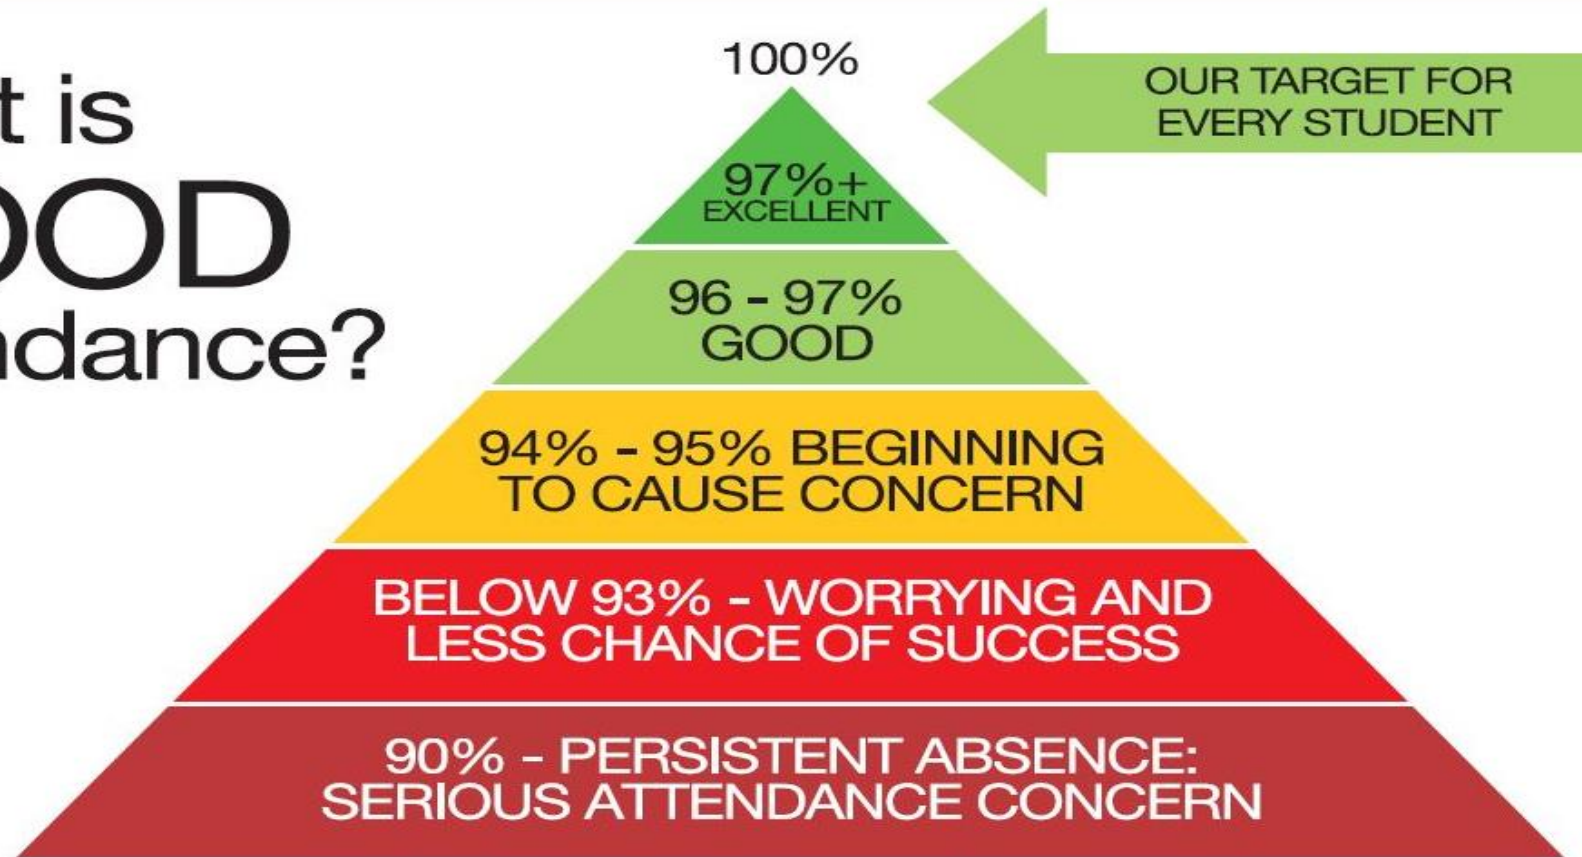 t is
OOD
ndance?
100%
OUR TARGET FOR
EVERY STUDENT
97%+
EXCELLENT
96 - 97%
GOOD
94% - 95% BEGINNING
TO CAUSE CONCERN
BELOW 93% - WORRYING AND
LESS CHANCE OF SUCCESS
90% - PERSISTENT ABSENCE:
SERIOUS ATTENDANCE CONCERN